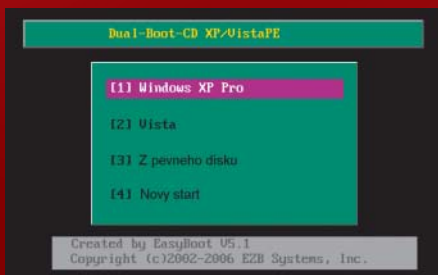 Dual-Boot-CD XP/VistaPE
[1] Windows XP Pro
[2] Vista
[3] Z pevneho disku
[4] Novy start
Created by EasyBoot V5.1
Copyright (c)2002-2006 EZB Systems, Inc.